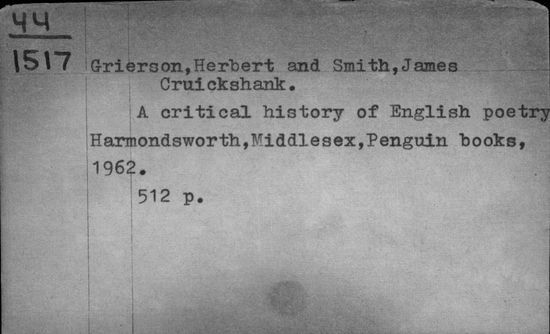 44
1517
Grierson,Herbert and Smith,James
Cruickshank.
A critical history of English poetry
Harmondsworth,Middlesex,Penguin books,
1962.
512 p.